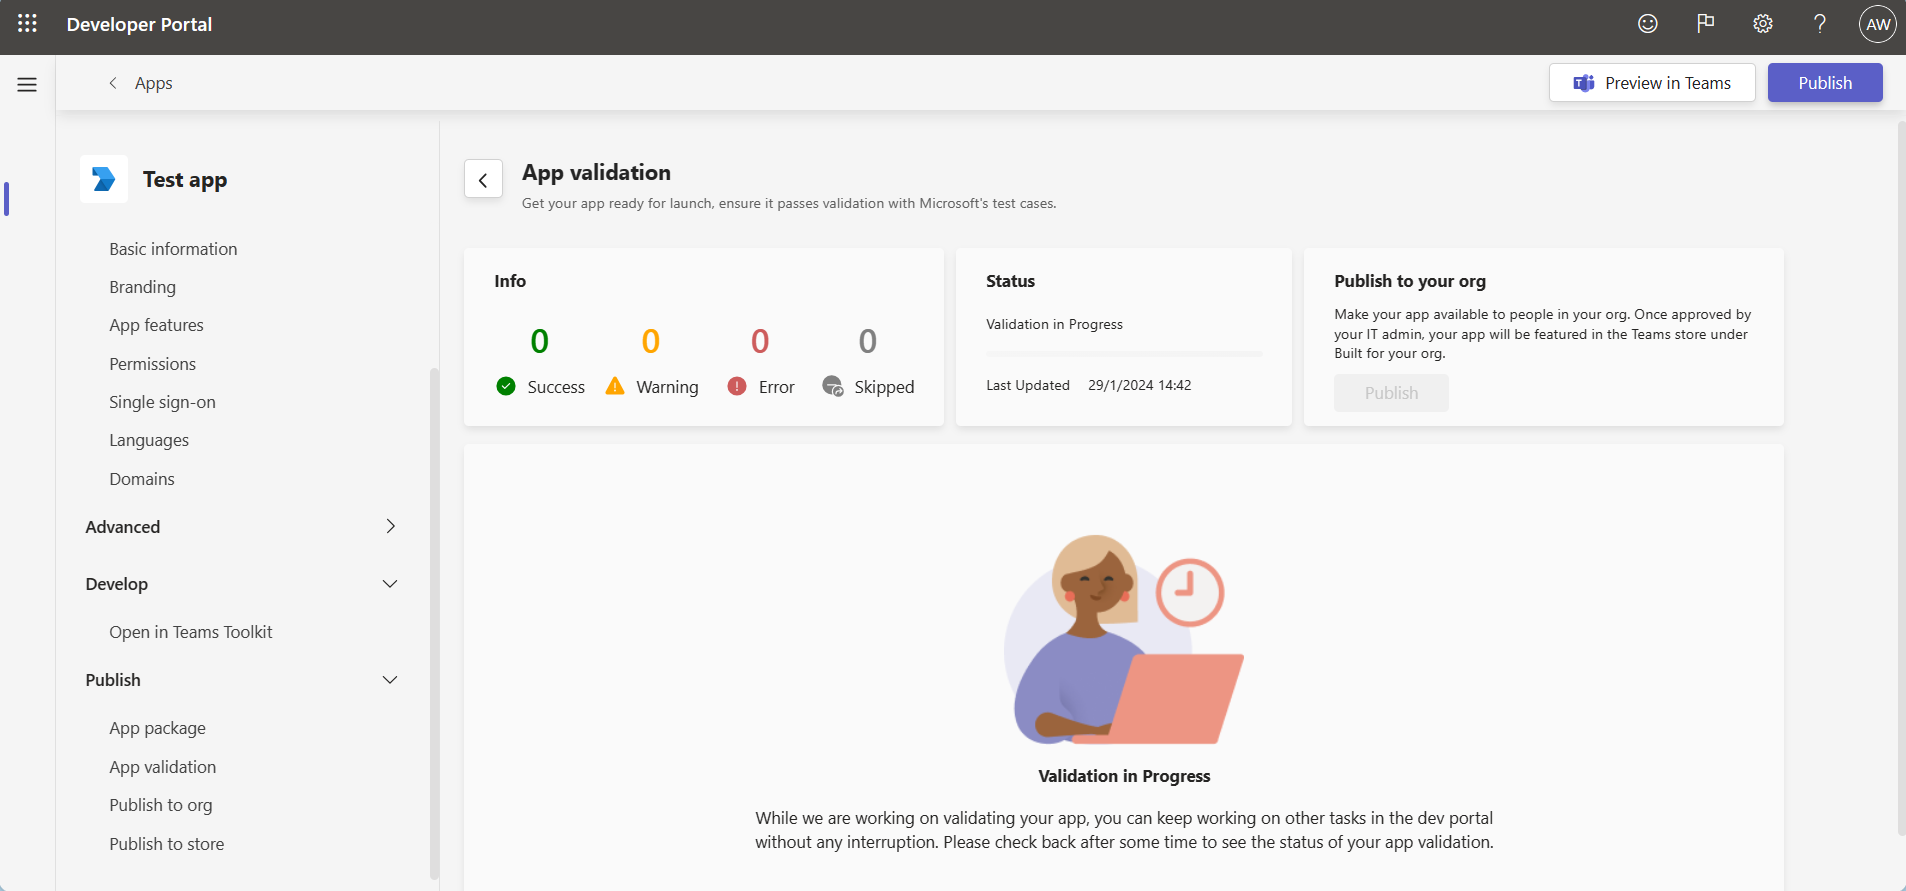 Developer Portal
AW
Apps
Preview in Teams
Publish
Test app
Basic information
Branding
App features
Permissions
Single sign-on
Languages
Domains
Advanced
Develop
Open in Teams Toolkit
Publish
App package
App validation
Publish to org
Publish to store
App validation
Get your app ready for launch, ensure it passes validation with Microsoft's test cases.
Info
0
0
0
0
Success
Warning
Error
Skipped
Status
Validation in Progress
Last Updated 29/1/2024 14:42
Publish to your org
Make your app available to people in your org. Once approved by
your IT admin, your app will be featured in the Teams store under
Built for your org.
Publish
Validation in Progress
While we are working on validating your app, you can keep working on other tasks in the dev portal
without any interruption. Please check back after some time to see the status of your app validation.